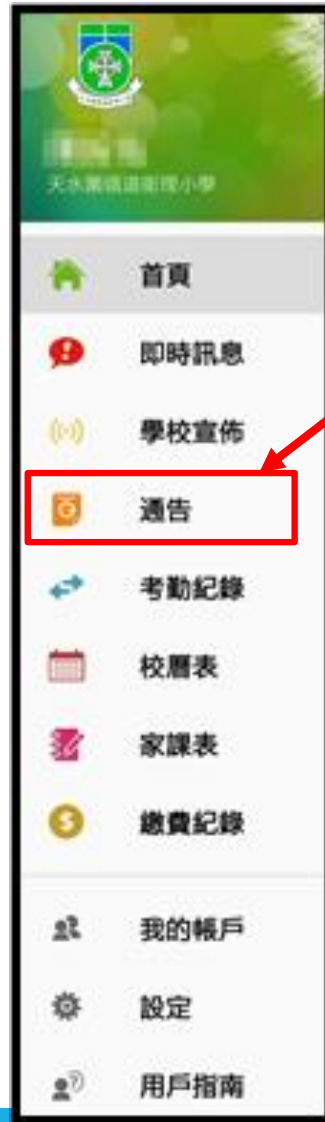 天水圍循道衞理小學
首頁
即時訊息
學校宣佈
通告
考勤紀錄
校曆表
家課表
繳費紀錄
我的帳戶
設定
用戶指南